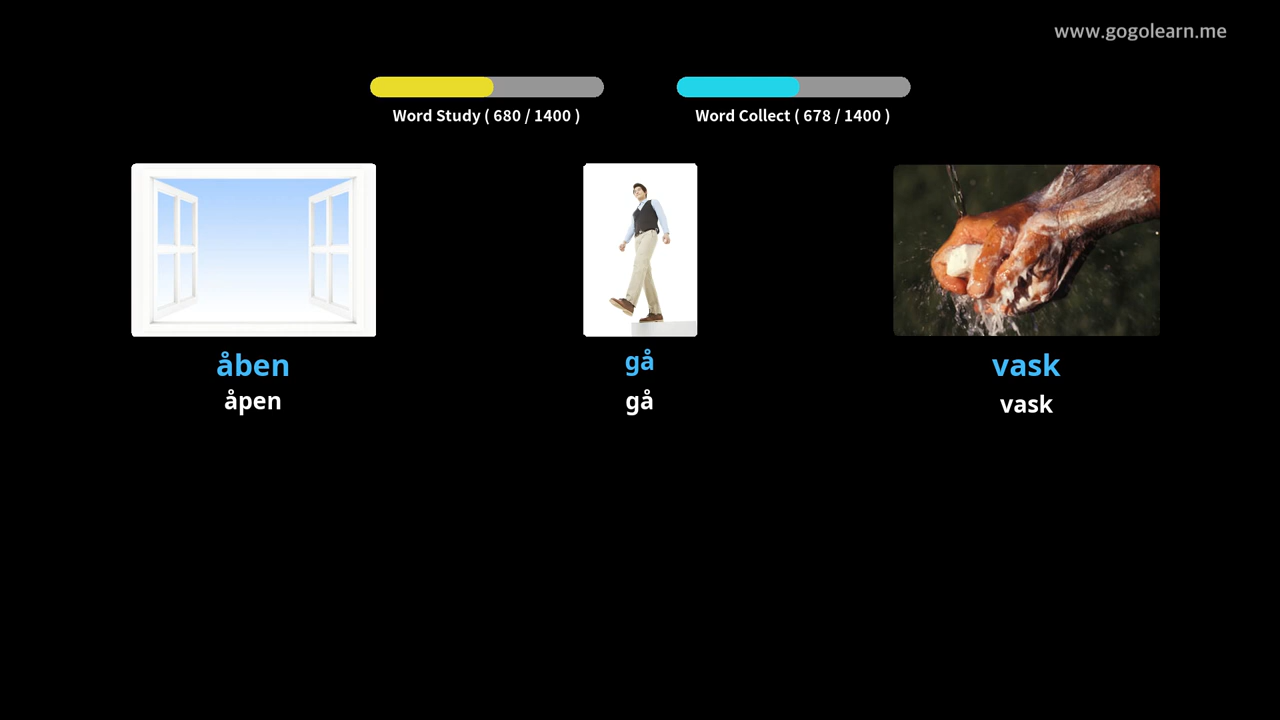 www.gogolearn.me
Word Study ( 680 / 1400 )
Word Collect ( 678 / 1400 )
åben
åpen
gå
gå
vask
vask